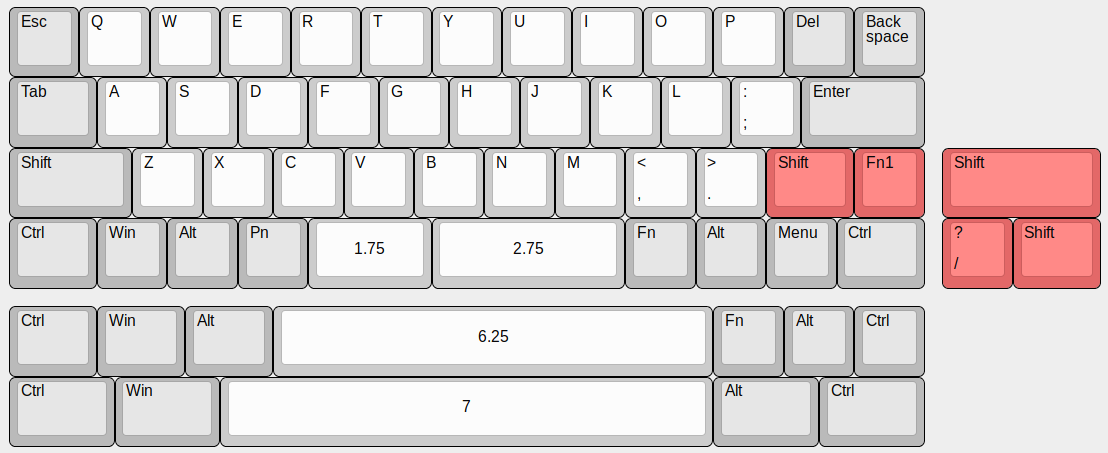 Esc Q W E R T Y U I O P Del Back
space
Tab A S D F G H J K L : Enter
;
Shift Z X C V B N M < > Shift Fn1 Shift
, .
Ctrl Win Alt Pn 1.75 2.75 Fn Alt Menu Ctrl ? Shift
/
Ctrl Win Alt 6.25 Fn Alt Ctrl
Ctrl Win 7 Alt Ctrl